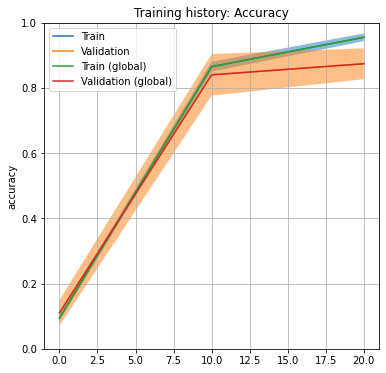 Training history: Accuracy
Train
Validation
Train (global)
Validation (global)
accuracy
1.0
0.8
0.6
0.4
0.2
0.0
0.0 2.5 5.0 7.5 10.0 12.5 15.0 17.5 20.0